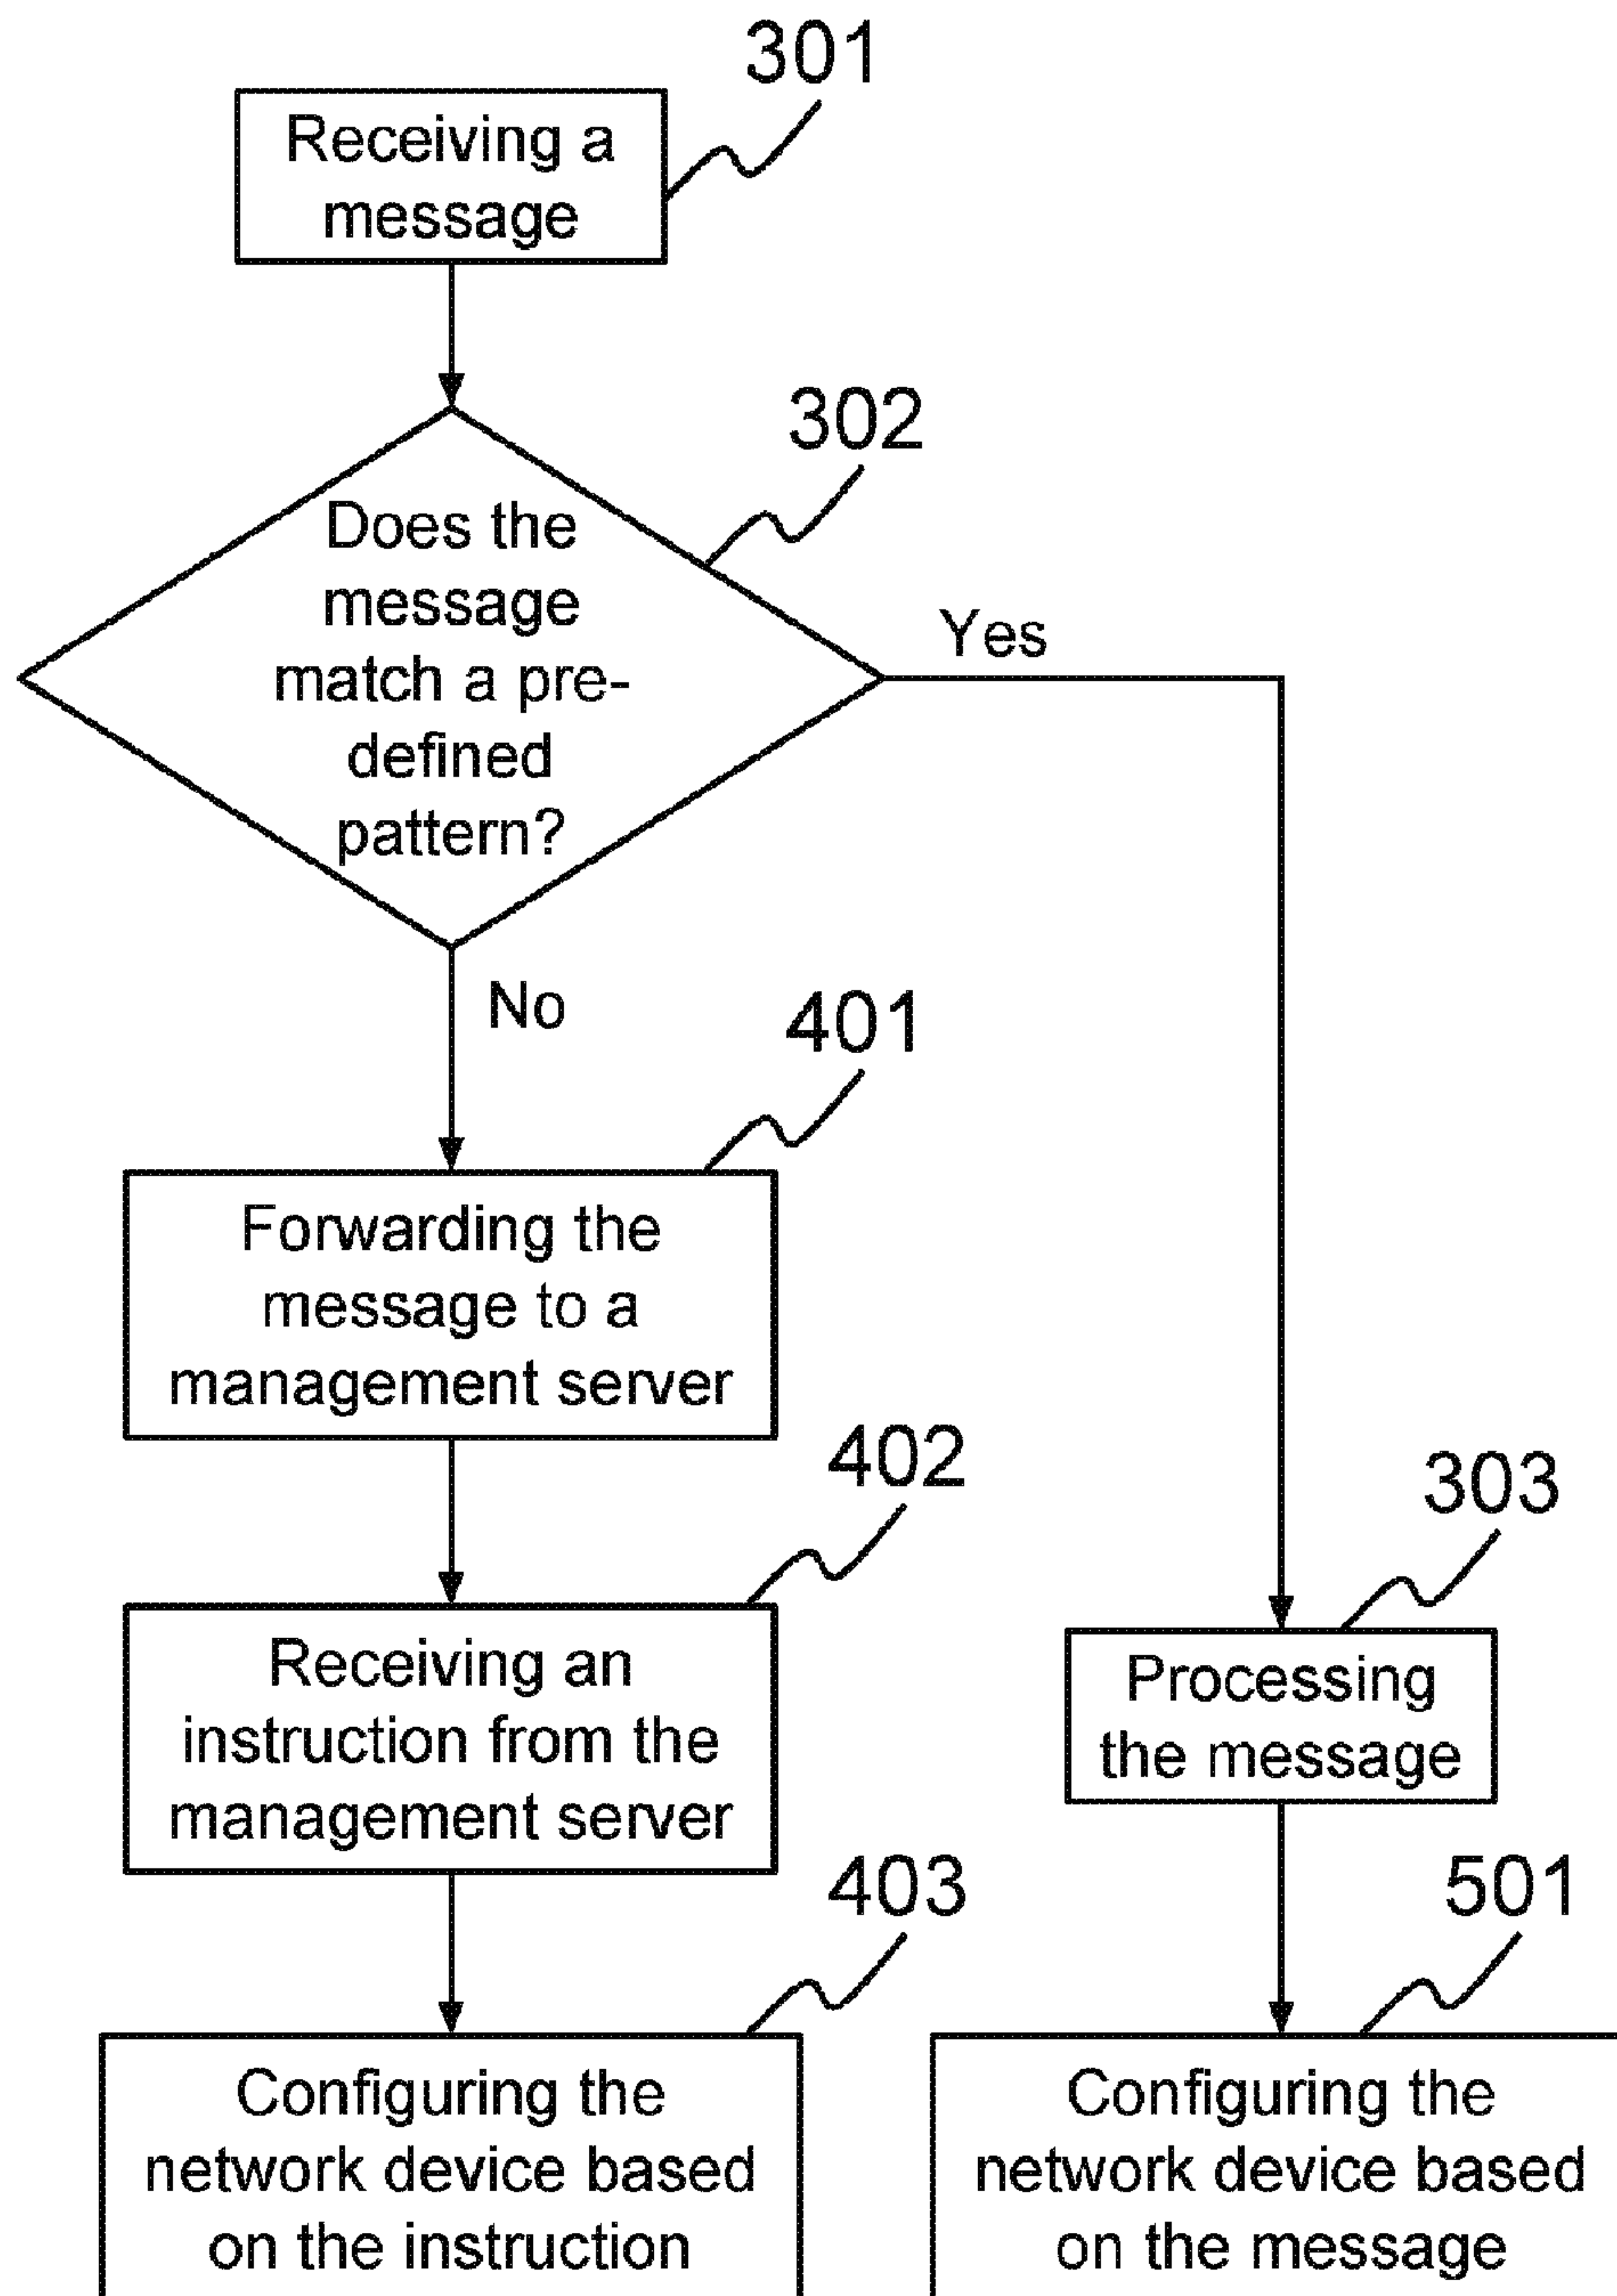 301
Receiving a
message
302
Does the
message
match a pre-
defined
pattern?
Yes
No
401
Forwarding the
message to a
management server
402
Receiving an
instruction from the
management server
303
Processing
the message
403
Configuring the
network device based
on the instruction
501
Configuring the
network device based
on the message